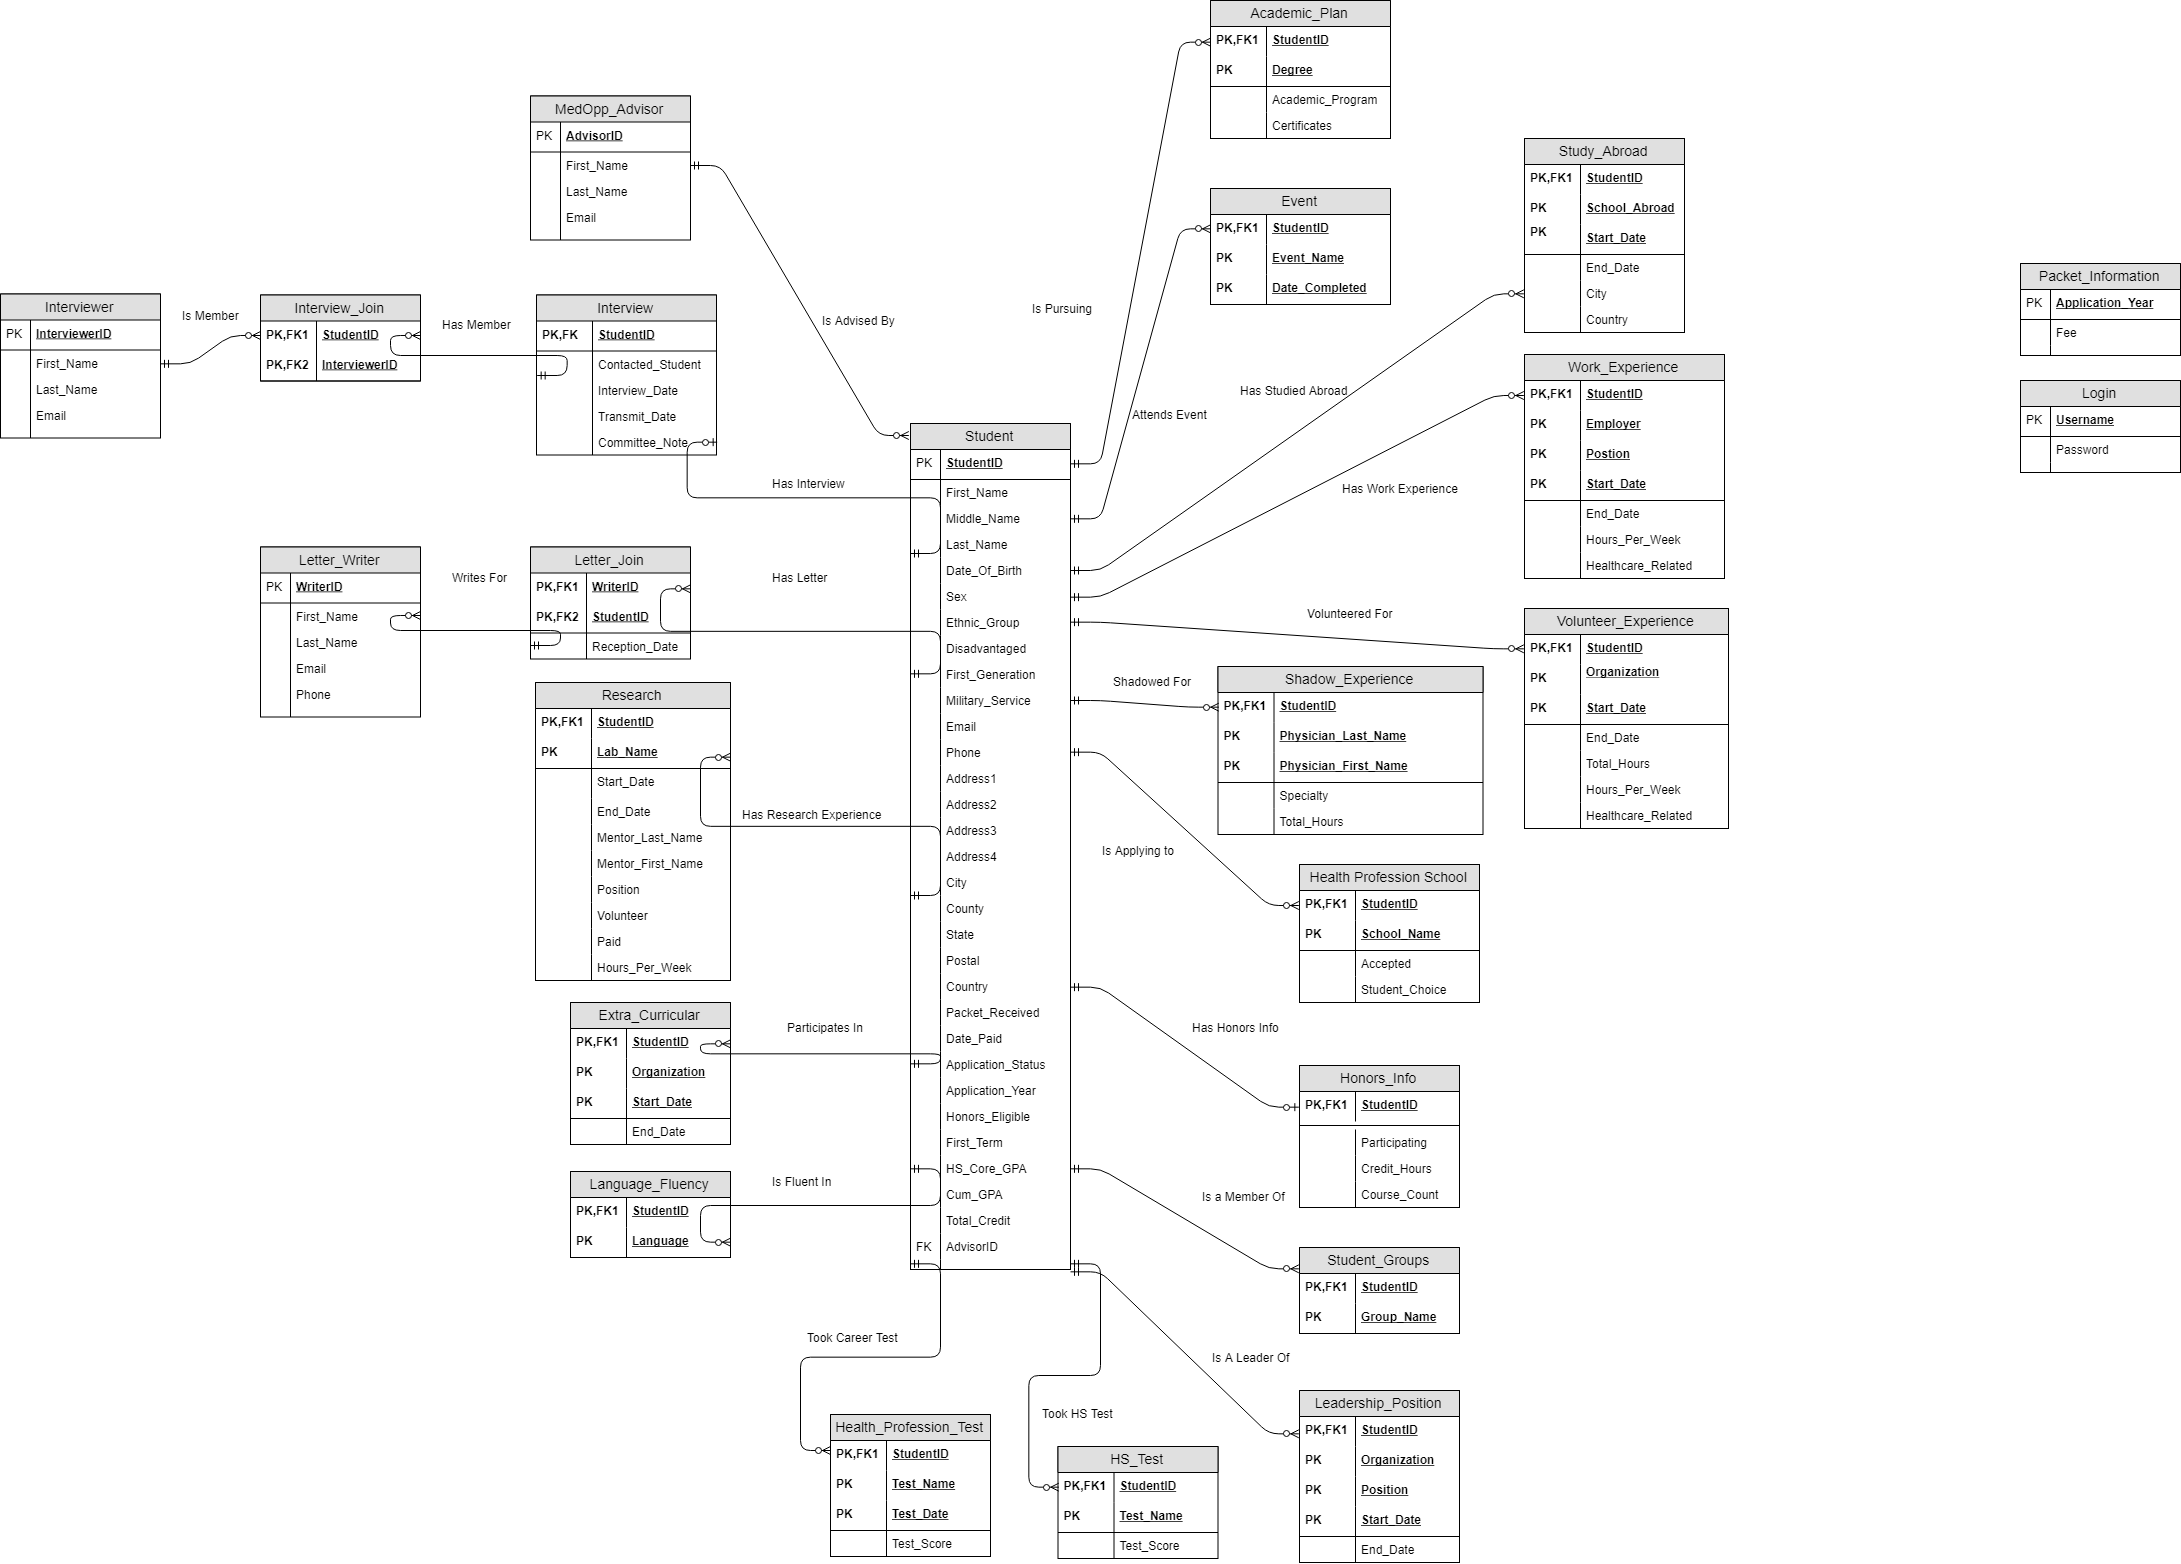 Academic_Plan
PK,FK1 StudentID
PK Degree
Academic_Program
Certificates
MedOpp_Advisor
PK AdvisorID
First_Name
Last_Name
Email
Study_Abroad
PK,FK1 StudentID
PK School_Abroad
PK Start_Date
End_Date
City
Country
Event
PK,FK1 StudentID
PK Event_Name
PK Date_Completed
Packet_Information
PK Application_Year
Fee
Interviewer
PK InterviewerID
First_Name
Last_Name
Email
Is Member
Interview_Join
PK,FK1 StudentID
PK,FK2 InterviewerID
Has Member
Interview
PK,FK StudentID
Contacted_Student
Interview_Date
Transmit_Date
Committee_Note
Is Advised By
Is Pursuing
Has Studied Abroad
Attends Event
Work_Experience
PK,FK1 StudentID
PK Employer
PK Postion
PK Start_Date
End_Date
Hours_Per_Week
Healthcare_Related
Login
PK Username
Password
Has Work Experience
Has Interview
Student
PK StudentID
First_Name
Middle_Name
Last_Name
Date_Of_Birth
Sex
Ethnic_Group
Disadvantaged
First_Generation
Military_Service
Email
Phone
Address1
Address2
Address3
Address4
City
County
State
Postal
Country
Packet_Received
Date_Paid
Application_Status
Application_Year
Honors_Eligible
First_Term
HS_Core_GPA
Cum_GPA
Total_Credit
FK AdvisorID
Letter_Writer
PK WriterID
First_Name
Last_Name
Email
Phone
Writes For
Letter_Join
PK,FK1 WriterID
PK,FK2 StudentID
Reception_Date
Has Letter
Volunteered For
Volunteer_Experience
PK,FK1 StudentID
PK Organization
PK Start_Date
End_Date
Total_Hours
Hours_Per_Week
Healthcare_Related
Shadowed For
Shadow_Experience
PK,FK1 StudentID
PK Physician_Last_Name
PK Physician_First_Name
Specialty
Total_Hours
Research
PK,FK1 StudentID
PK Lab_Name
Start_Date
End_Date
Mentor_Last_Name
Mentor_First_Name
Position
Volunteer
Paid
Hours_Per_Week
Has Research Experience
Is Applying to
Health Profession School
PK,FK1 StudentID
PK School_Name
Accepted
Student_Choice
Extra_Curricular
PK,FK1 StudentID
PK Organization
PK Start_Date
End_Date
Participates In
Has Honors Info
Honors_Info
PK,FK1 StudentID
Participating
Credit_Hours
Course_Count
Language_Fluency
PK,FK1 StudentID
PK Language
Is Fluent In
Is a Member Of
Student_Groups
PK,FK1 StudentID
PK Group_Name
Took Career Test
Is A Leader Of
Took HS Test
Leadership_Position
PK,FK1 StudentID
PK Organization
PK Position
PK Start_Date
End_Date
Health_Profession_Test
PK,FK1 StudentID
PK Test_Name
PK Test_Date
Test_Score
HS_Test
PK,FK1 StudentID
PK Test_Name
Test_Score